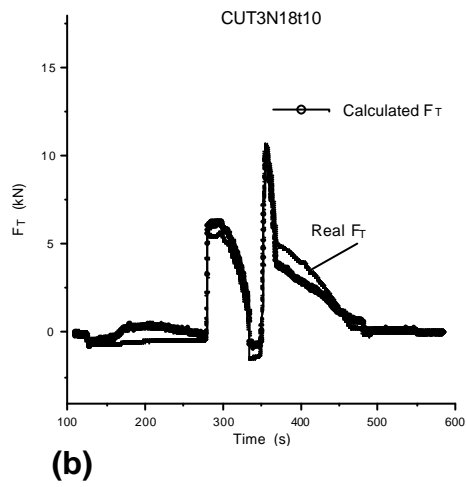 CUT3N18t10
15
Calculated FT
10
FT (kN)
Real FT
5
0
100 200 300 400 500 600
Time (s)
(b)